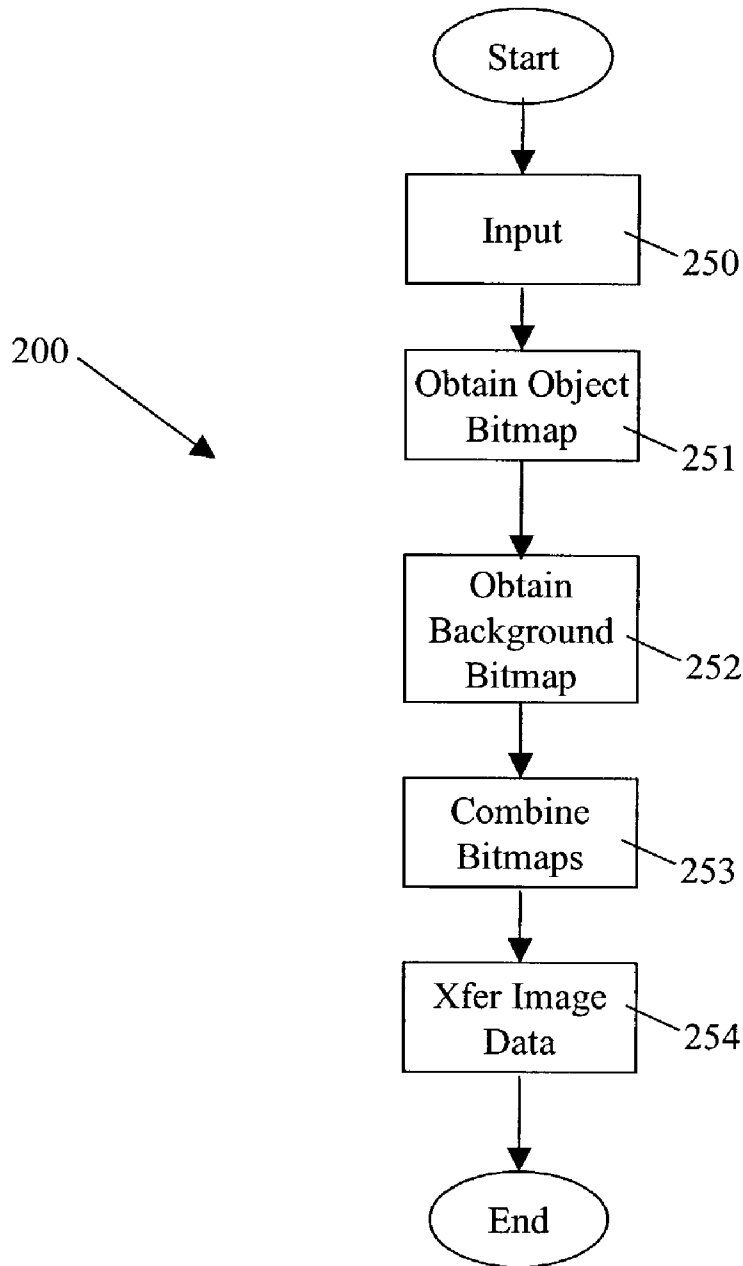 Start
Input
250
200
Obtain Object
Bitmap
251
Obtain
Background
Bitmap
252
Combine
Bitmaps
253
Xfer Image
Data
254
End